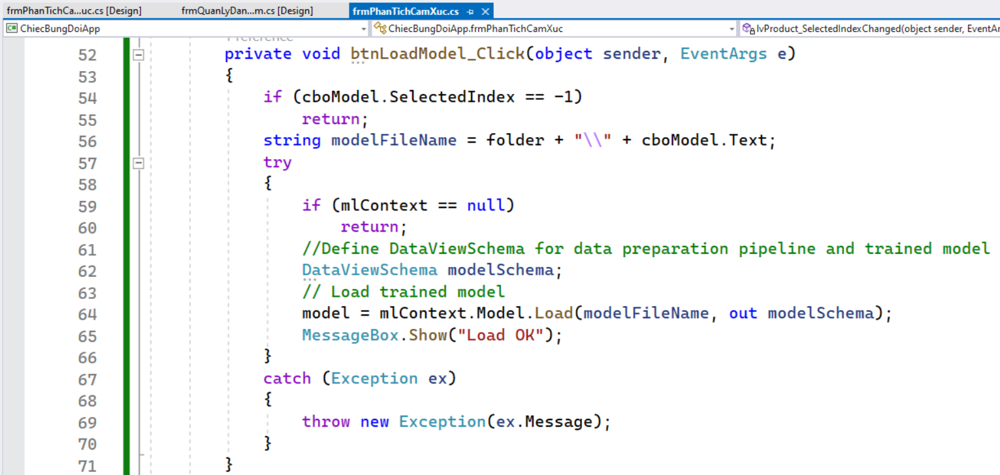 frmPhanTichCa...uc.cs [Design] frmQuanLyDan...m.cs [Design] frmPhanTichCamXuc.cs
C# ChiecBungDoiApp ChiecBungDoiApp.frmPhanTichCamXuc lvProduct_SelectedIndexChanged(object sender, EventAr
1 reference
52 private void btnLoadModel_Click(object sender, EventArgs e)
53 {
54 if (cboModel.SelectedIndex == -1)
55 return;
56 string modelFileName = folder + "\\" + cboModel.Text;
57 try
58 {
59 if (mlContext == null)
60 return;
61 //Define DataViewSchema for data preparation pipeline and trained model
62 DataViewSchema modelSchema;
63 // Load trained model
64 model = mlContext.Model.Load(modelFileName, out modelSchema);
65 MessageBox.Show("Load OK");
66 }
67 catch (Exception ex)
68 {
69 throw new Exception(ex.Message);
70 }
71 }